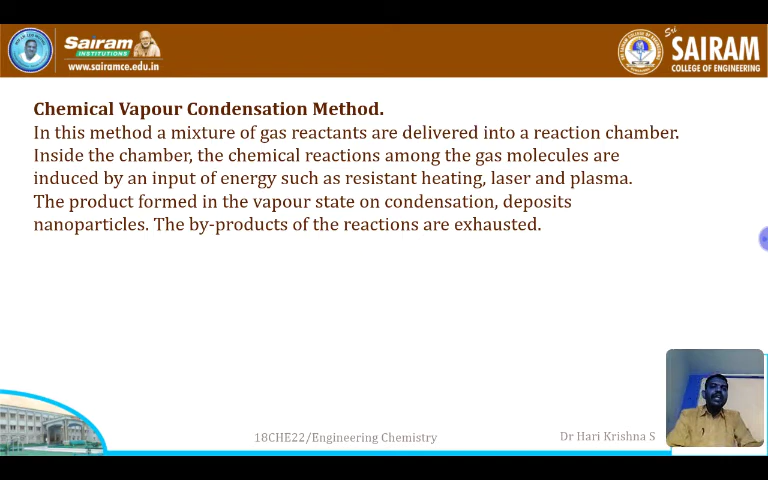 Sairam
INSTITUTIONS
www.sairamce.edu.in
Sri
SAIRAM
COLLEGE OF ENGINEERING
Chemical Vapour Condensation Method.
In this method a mixture of gas reactants are delivered into a reaction chamber.
Inside the chamber, the chemical reactions among the gas molecules are
induced by an input of energy such as resistant heating, laser and plasma.
The product formed in the vapour state on condensation, deposits
nanoparticles. The by-products of the reactions are exhausted.
18CHE22/Engineering Chemistry
Dr Hari Krishna S